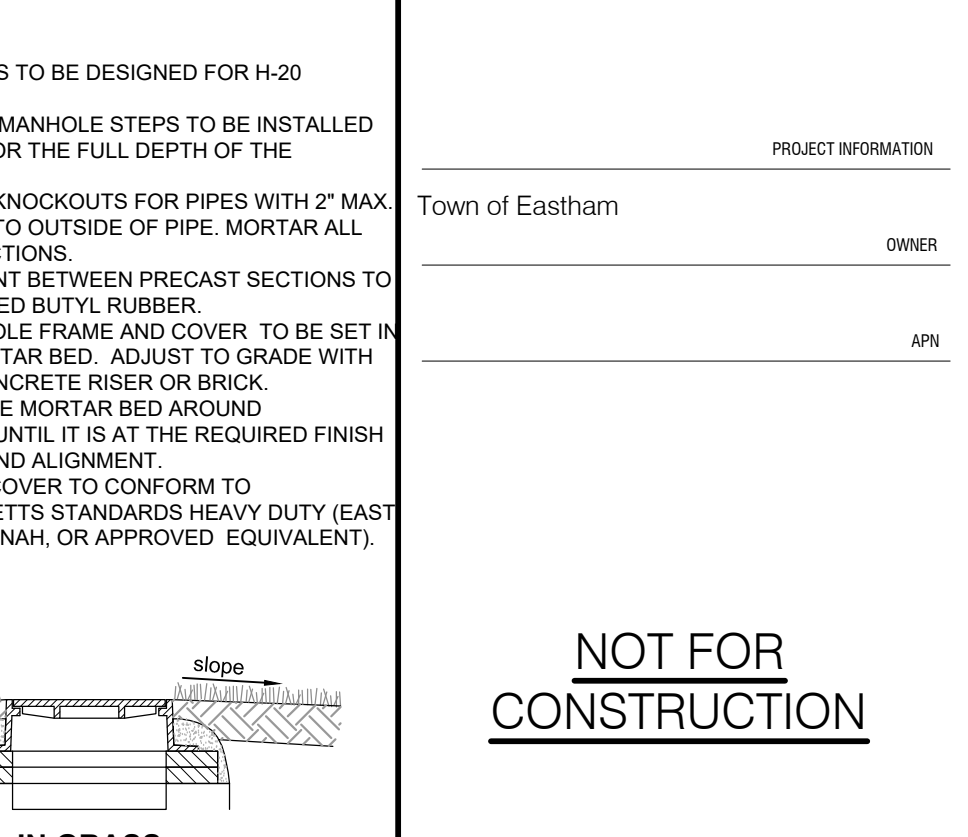 S TO BE DESIGNED FOR H-20
MANHOLE STEPS TO BE INSTALLED
OR THE FULL DEPTH OF THE
KNOCKOUTS FOR PIPES WITH 2" MAX.
TO OUTSIDE OF PIPE. MORTAR ALL
CTIONS.
NT BETWEEN PRECAST SECTIONS TO
ED BUTYL RUBBER.
OLE FRAME AND COVER TO BE SET IN
TAR BED. ADJUST TO GRADE WITH
NCRETE RISER OR BRICK.
E MORTAR BED AROUND
UNTIL IT IS AT THE REQUIRED FINISH
ND ALIGNMENT.
COVER TO CONFORM TO
ETTS STANDARDS HEAVY DUTY (EAST
NAH, OR APPROVED EQUIVALENT).
slope
PROJECT INFORMATION
Town of Eastham
OWNER
APN
NOT FOR
CONSTRUCTION